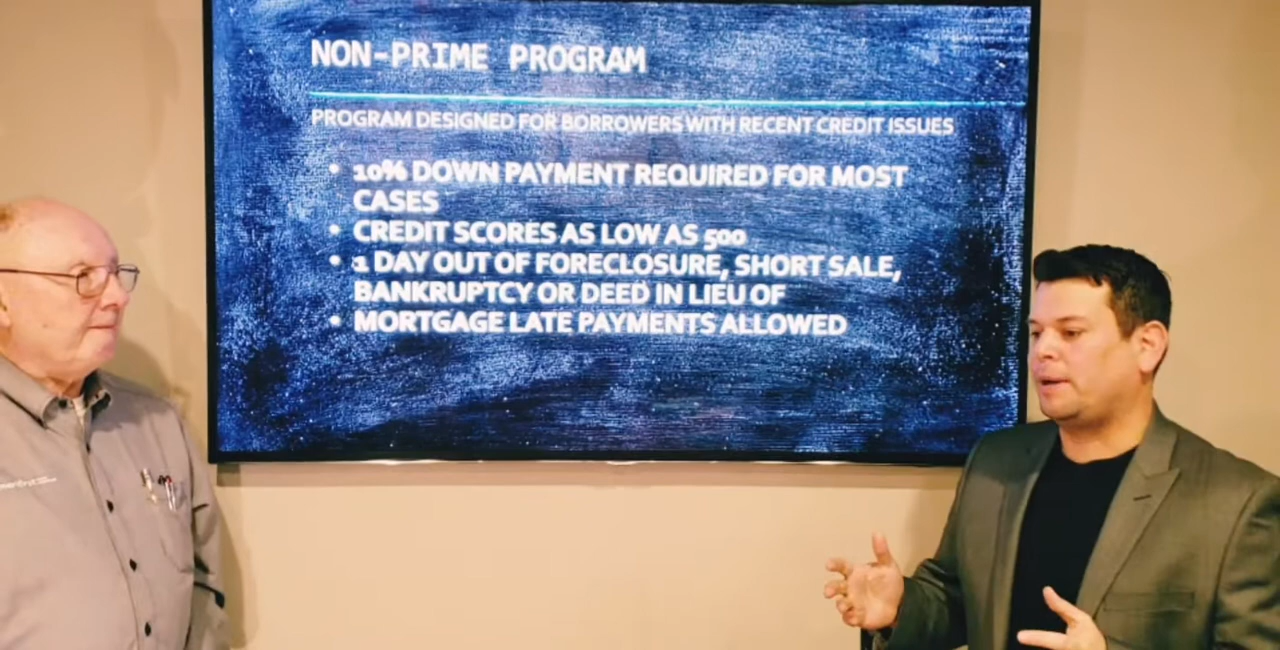 NON-PRIME PROGRAM
PROGRAM DESIGNED FOR BORROWERS WITH RECENT CREDIT ISSUES
• 10% DOWN PAYMENT REQUIRED FOR MOST
CASES
• CREDIT SCORES AS LOW AS 500
• 1 DAY OUT OF FORECLOSURE, SHORT SALE,
BANKRUPTCY OR DEED IN LIEU OF
• MORTGAGE LATE PAYMENTS ALLOWED